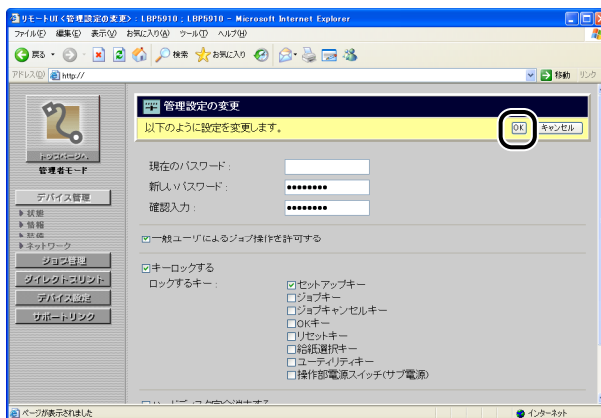 リモートUI <管理設定の変更> : LBP5910 ; LBP5910 - Microsoft Internet Explorer
ファイル(F) 編集(E) 表示(V) お気に入り(A) ツール(T) ヘルプ(H)
戻る 検索 お気に入り
アドレス(D) http:// 移動 リンク
トップページへ
管理者モード
デバイス管理
状態
情報
ネットワーク
ジョブ管理
ダイレクトプリント
デバイス設定
サポートリンク
管理設定の変更
以下のように設定を変更します。 OK キャンセル
現在のパスワード :
新しいパスワード : ••••••••
確認入力 : ••••••••
一般ユーザによるジョブ操作を許可する
キーロックする
ロックするキー : セットアップキー
ジョブキー
ジョブキャンセルキー
OKキー
リセットキー
給紙選択キー
ユーティリティキー
操作部電源スイッチ(サブ電源)
ページが表示されました インターネット